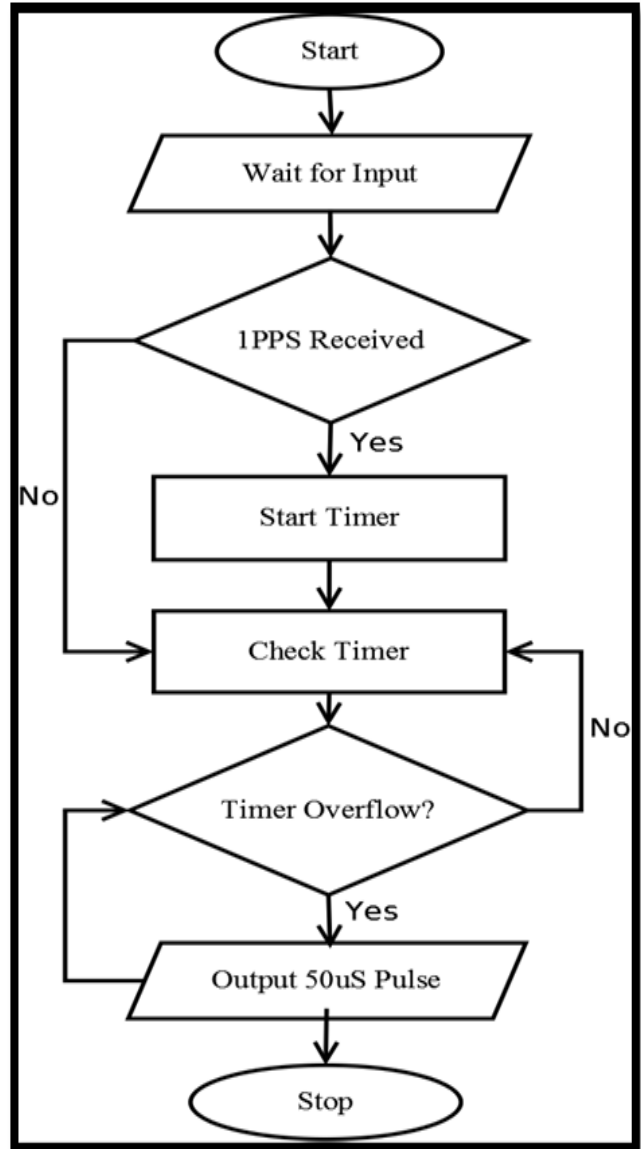 Start
Wait for Input
1PPS Received
Yes
No
Start Timer
Check Timer
No
Timer Overflow?
Yes
Output 50uS Pulse
Stop